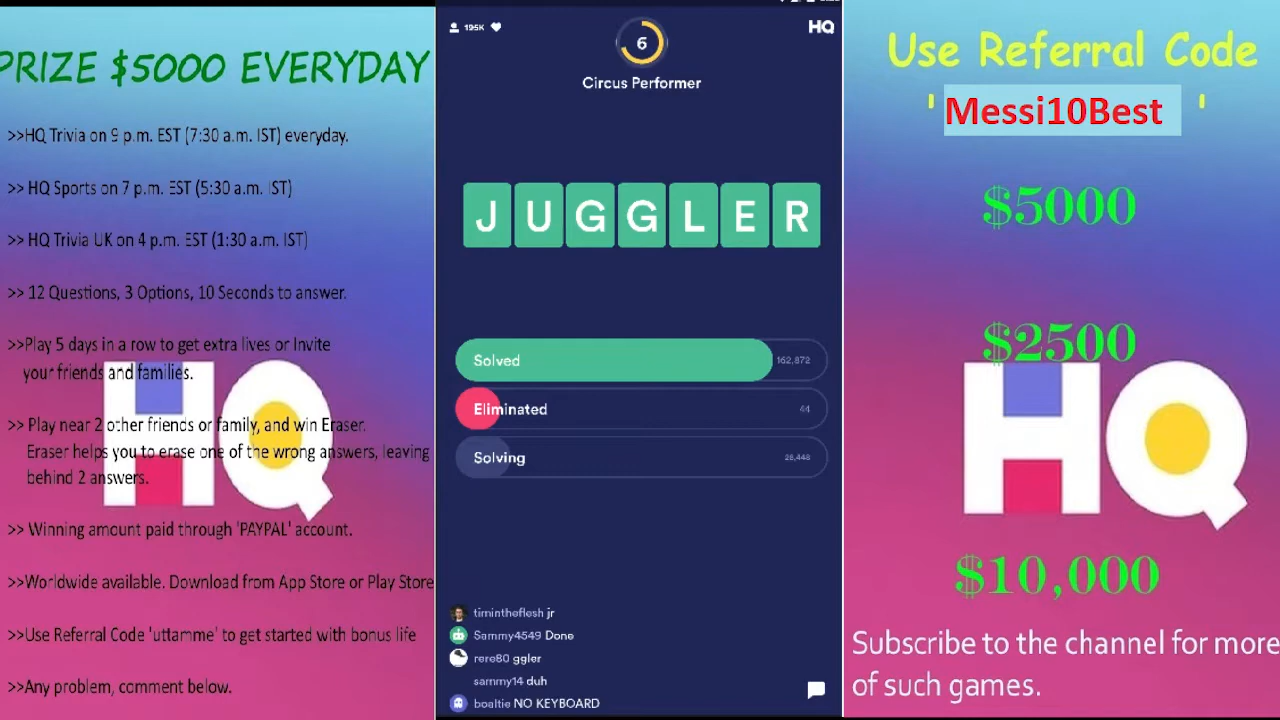 PRIZE $5000 EVERYDAY
>>HQ Trivia on 9 p.m. EST (7:30 a.m. IST) everyday.
>> HQ Sports on 7 p.m. EST (5:30 a.m. IST)
>> HQ Trivia UK on 4 p.m. EST (1:30 a.m. IST)
>> 12 Questions, 3 Options, 10 Seconds to answer.
>>Play 5 days in a row to get extra lives or Invite
your friends and families.
>> Play near 2 other friends or family, and win Eraser.
Eraser helps you to erase one of the wrong answers, leaving
behind 2 answers.
>> Winning amount paid through 'PAYPAL' account.
>>Worldwide available. Download from App Store or Play Store
>>Use Referral Code 'uttamme' to get started with bonus life
>>Any problem, comment below.
HQ
195K
6
HQ
Circus Performer
JUGGLER
Solved 162,872
Eliminated 44
Solving 28,448
timintheflesh jr
Sammy4549 Done
rere80 ggler
sammy14 duh
boaltie NO KEYBOARD
Use Referral Code
' Messi10Best '
$5000
$2500
HQ
$10,000
Subscribe to the channel for more
of such games.